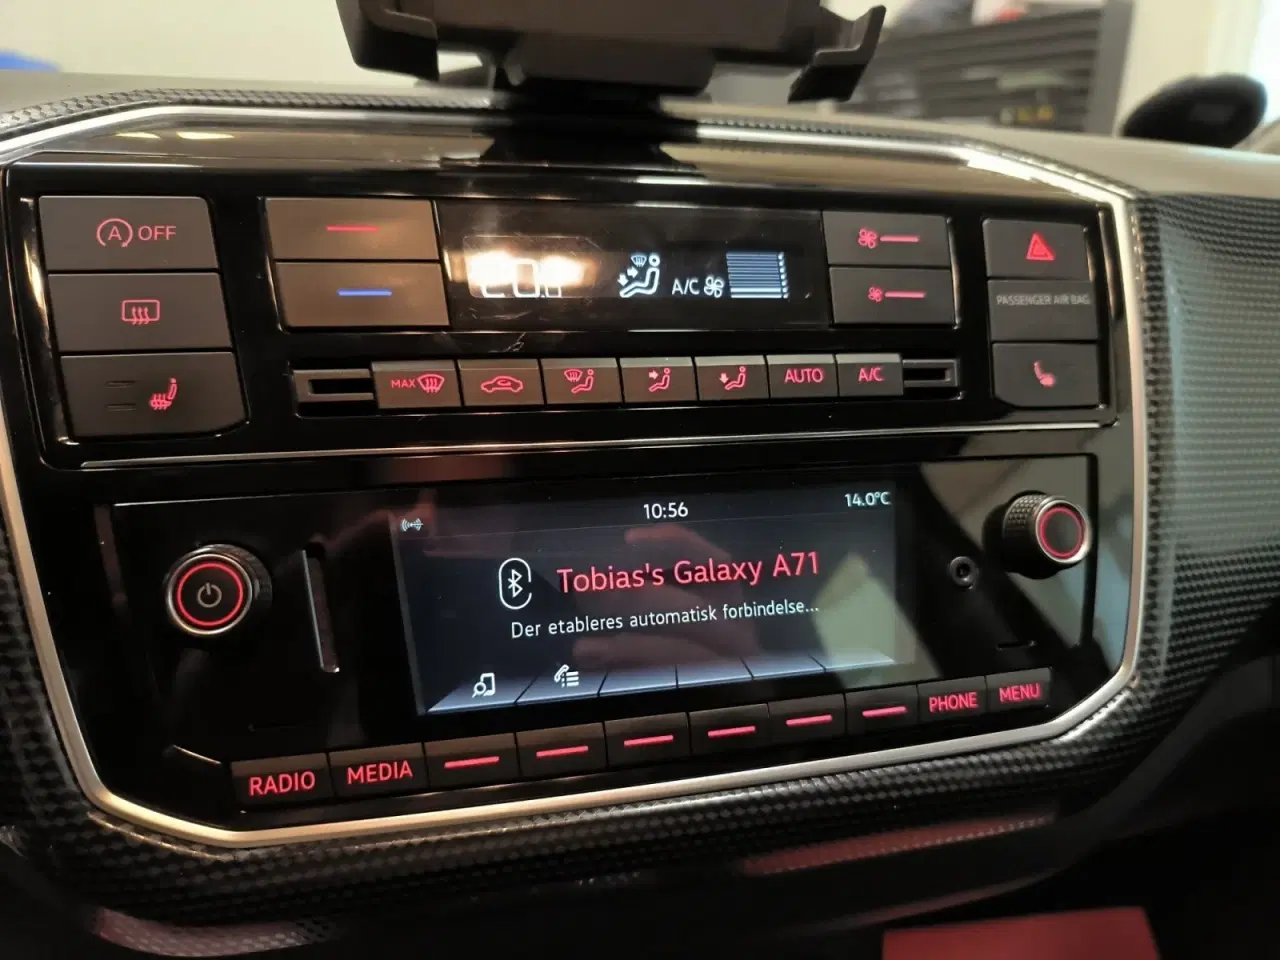 A OFF
20.0
A/C
PASSENGER AIR BAG
MAX
AUTO
A/C
10:56
14.0°C
Tobias's Galaxy A71
Der etableres automatisk forbindelse...
RADIO
MEDIA
PHONE
MENU